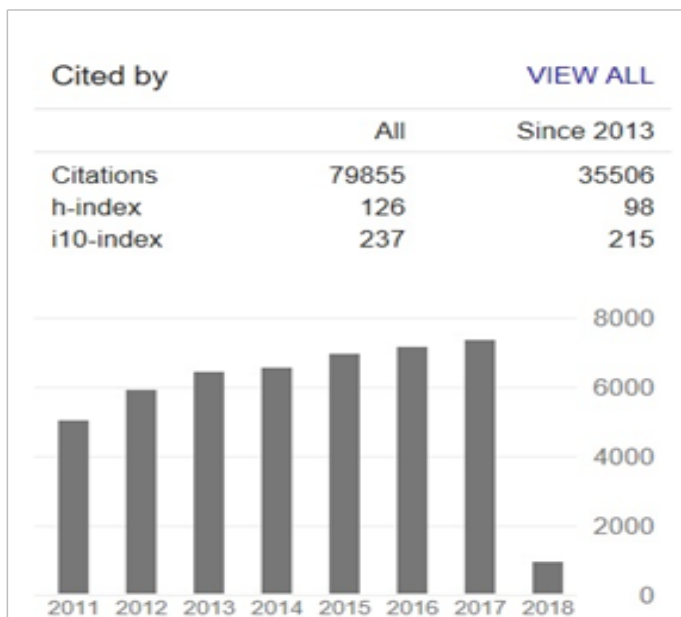 Cited by VIEW ALL
All Since 2013
Citations 79855 35506
h-index 126 98
i10-index 237 215
8000
6000
4000
2000
0
2011 2012 2013 2014 2015 2016 2017 2018